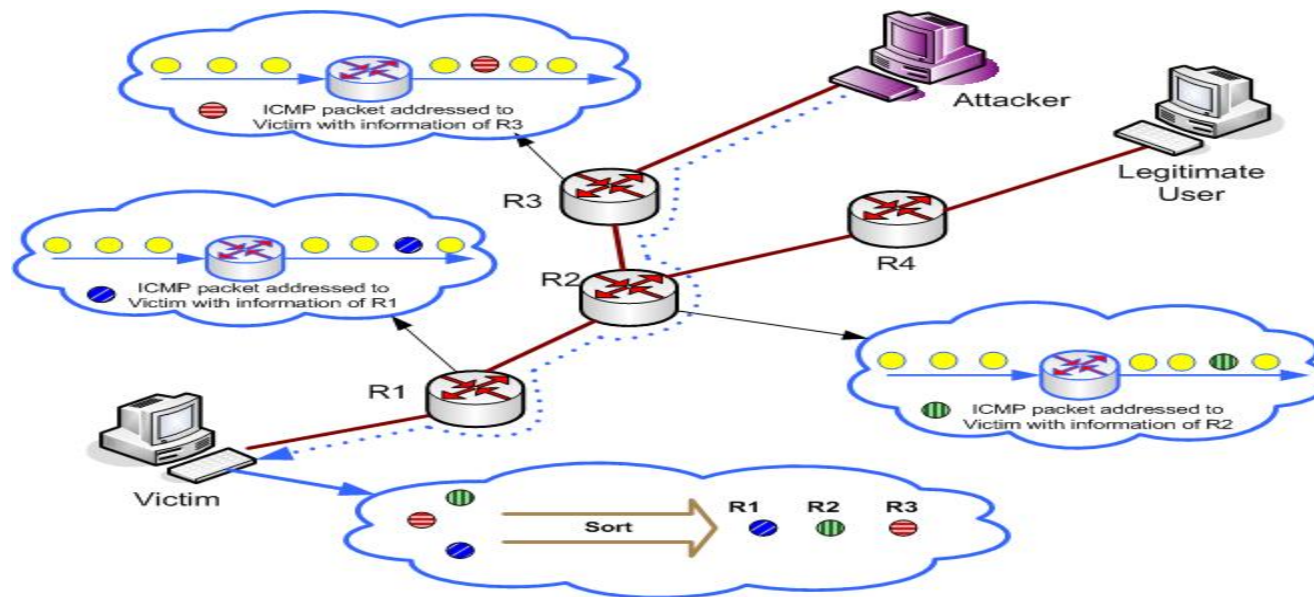 ICMP packet addressed to
Victim with information of R3
Attacker
Legitimate
User
R3
R4
R2
ICMP packet addressed to
Victim with information of R1
R1
ICMP packet addressed to
Victim with information of R2
Victim
Sort
R1 R2 R3